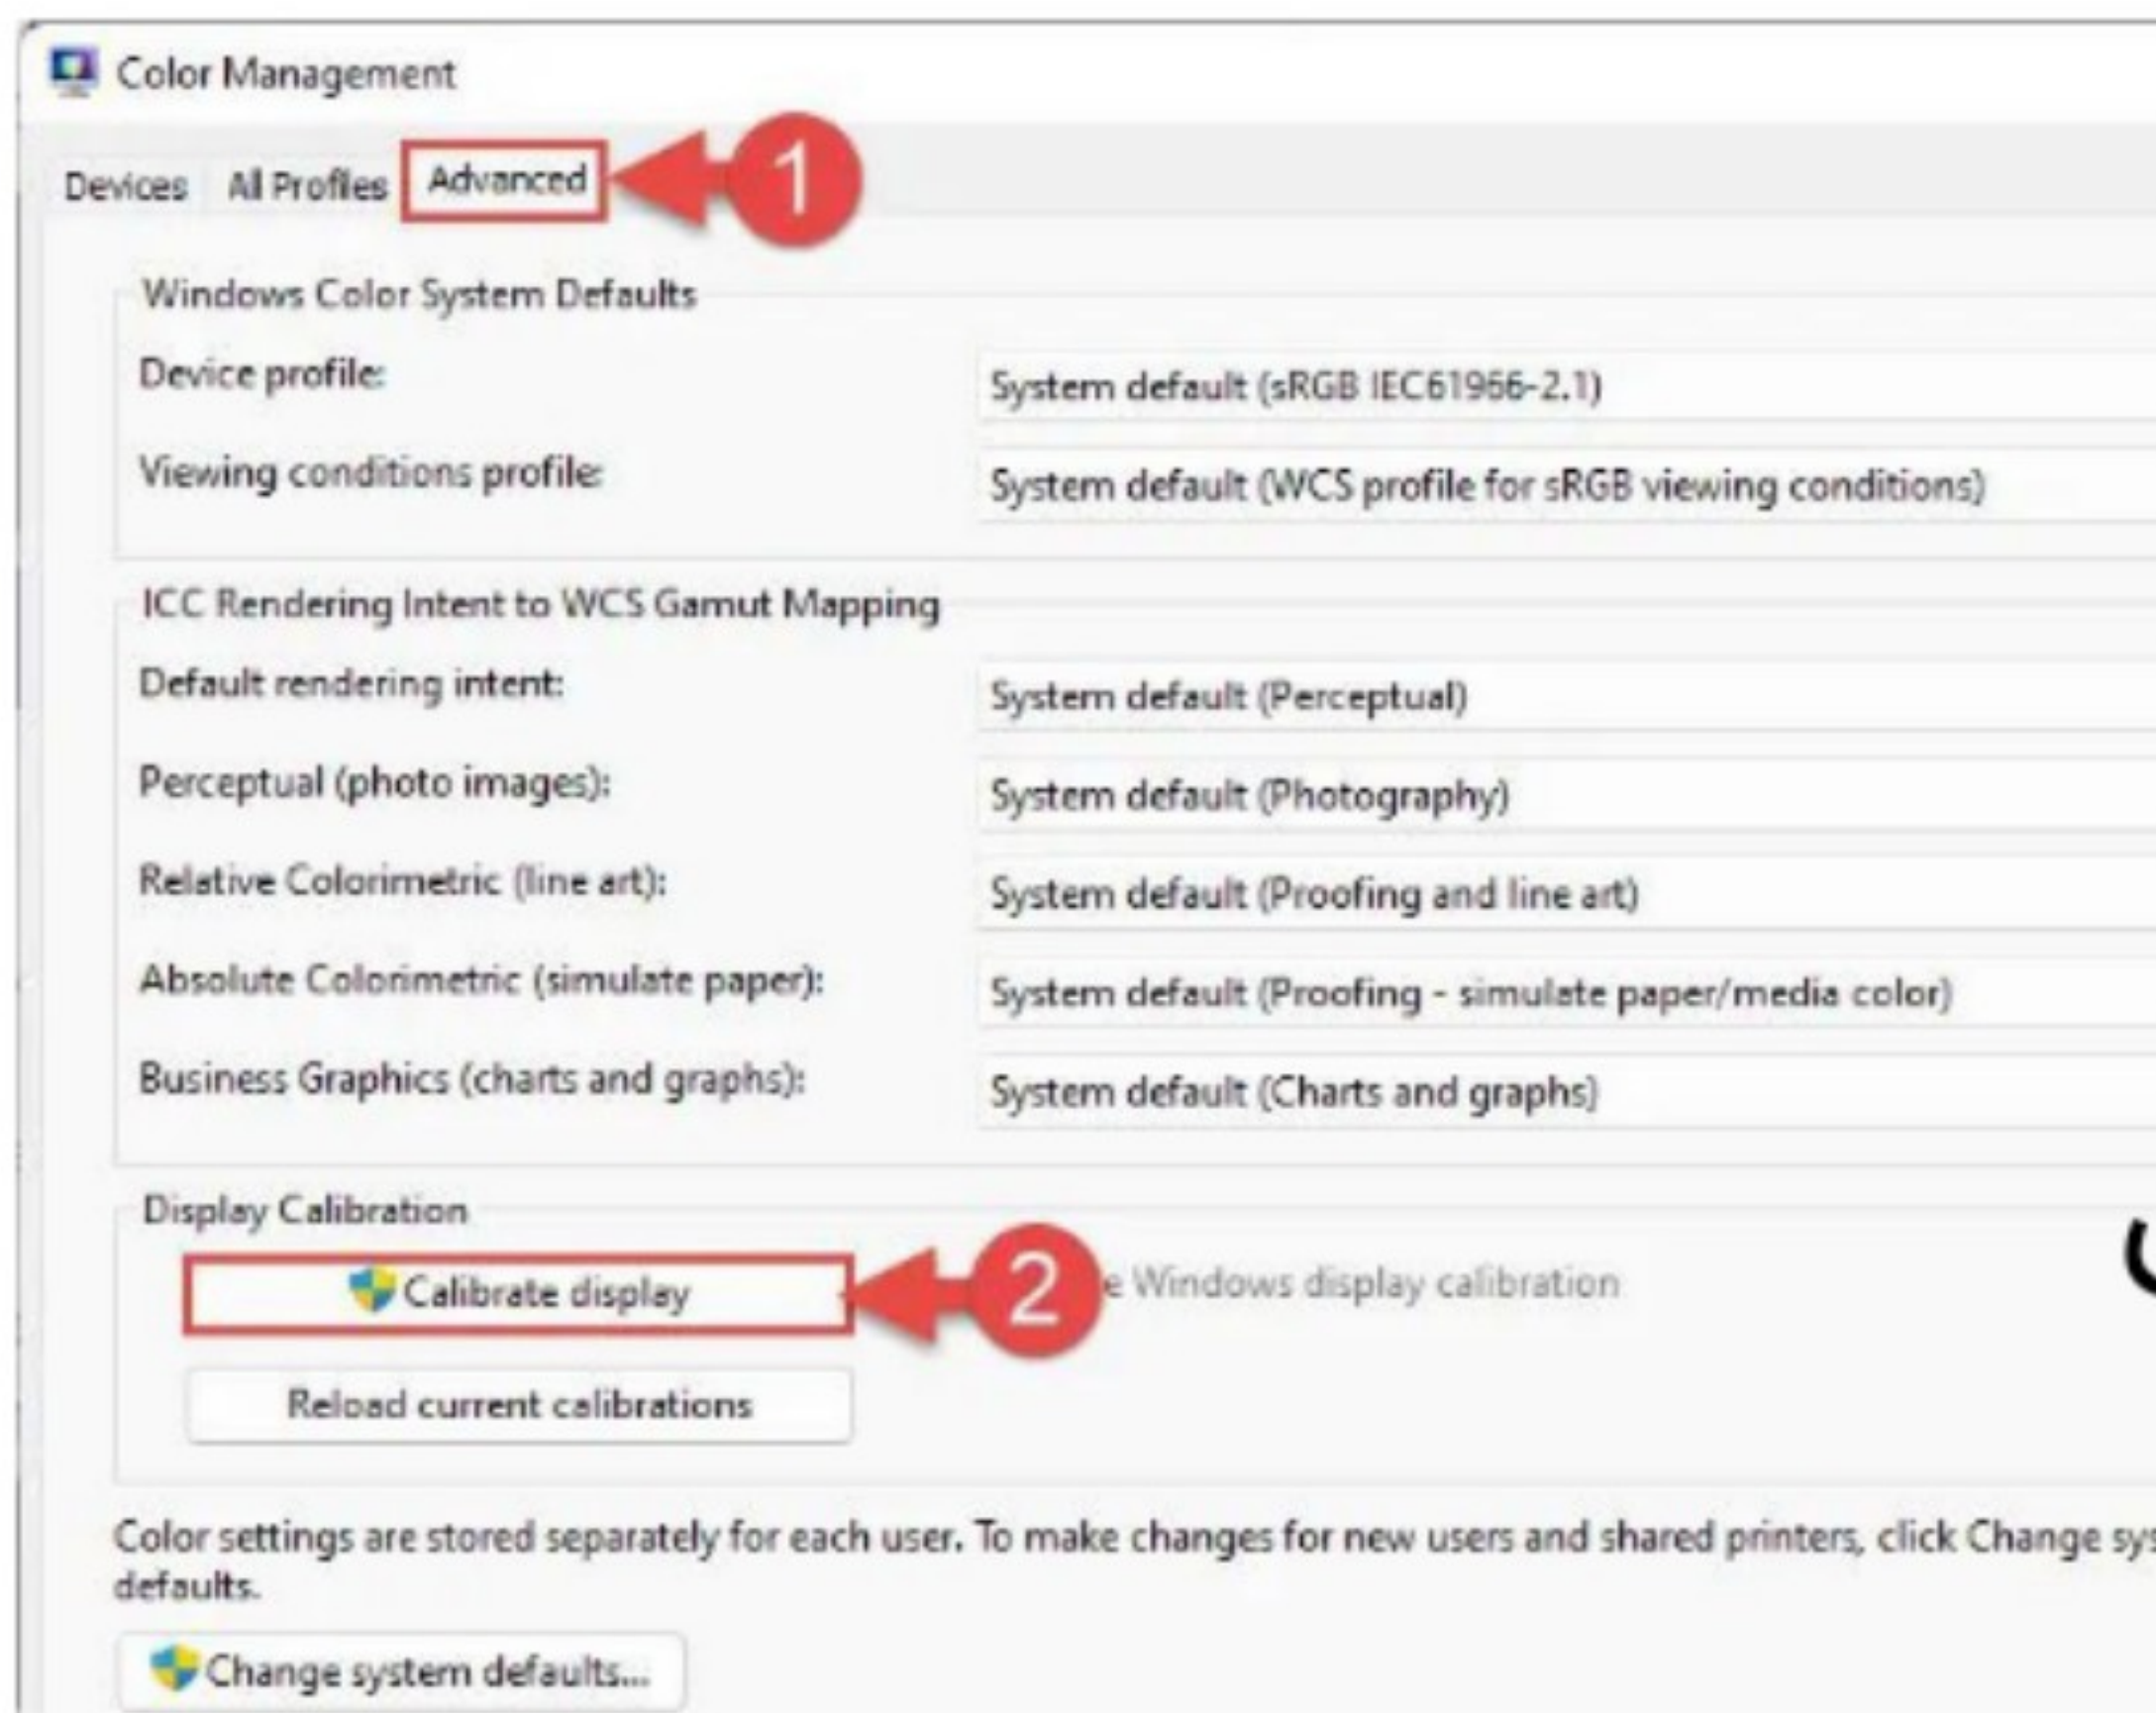 Color Management
Devices All Profiles Advanced 1
Windows Color System Defaults
Device profile: System default (sRGB IEC61966-2.1)
Viewing conditions profile: System default (WCS profile for sRGB viewing conditions)
ICC Rendering Intent to WCS Gamut Mapping
Default rendering intent: System default (Perceptual)
Perceptual (photo images): System default (Photography)
Relative Colorimetric (line art): System default (Proofing and line art)
Absolute Colorimetric (simulate paper): System default (Proofing - simulate paper/media color)
Business Graphics (charts and graphs): System default (Charts and graphs)
Display Calibration
Calibrate display 2 e Windows display calibration
Reload current calibrations
Color settings are stored separately for each user. To make changes for new users and shared printers, click Change sys
defaults.
Change system defaults...